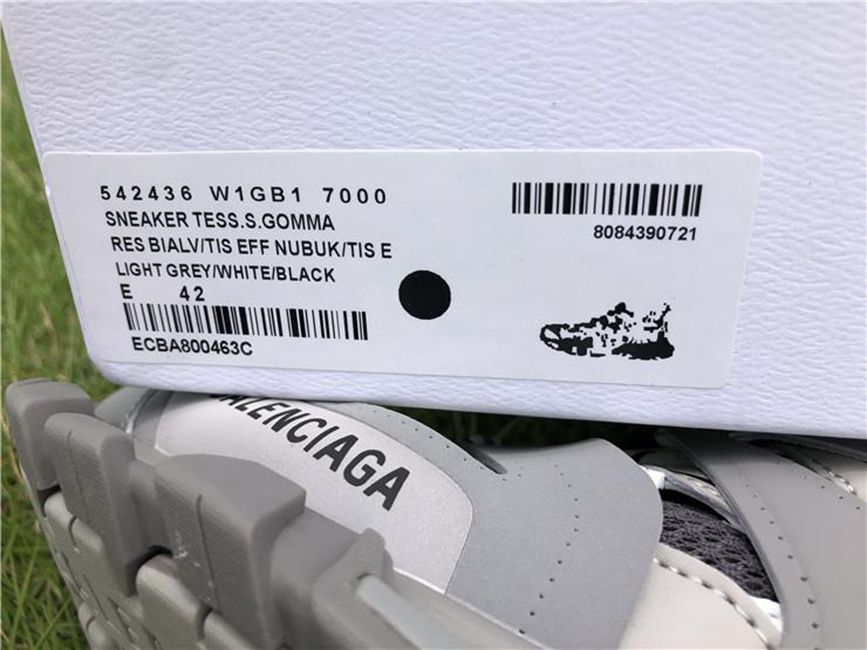 542436 W1GB1 7000
SNEAKER TESS.S.GOMMA
RES BIALV/TIS EFF NUBUK/TIS E
LIGHT GREY/WHITE/BLACK
E 42
ECBA800463C
8084390721
BALENCIAGA